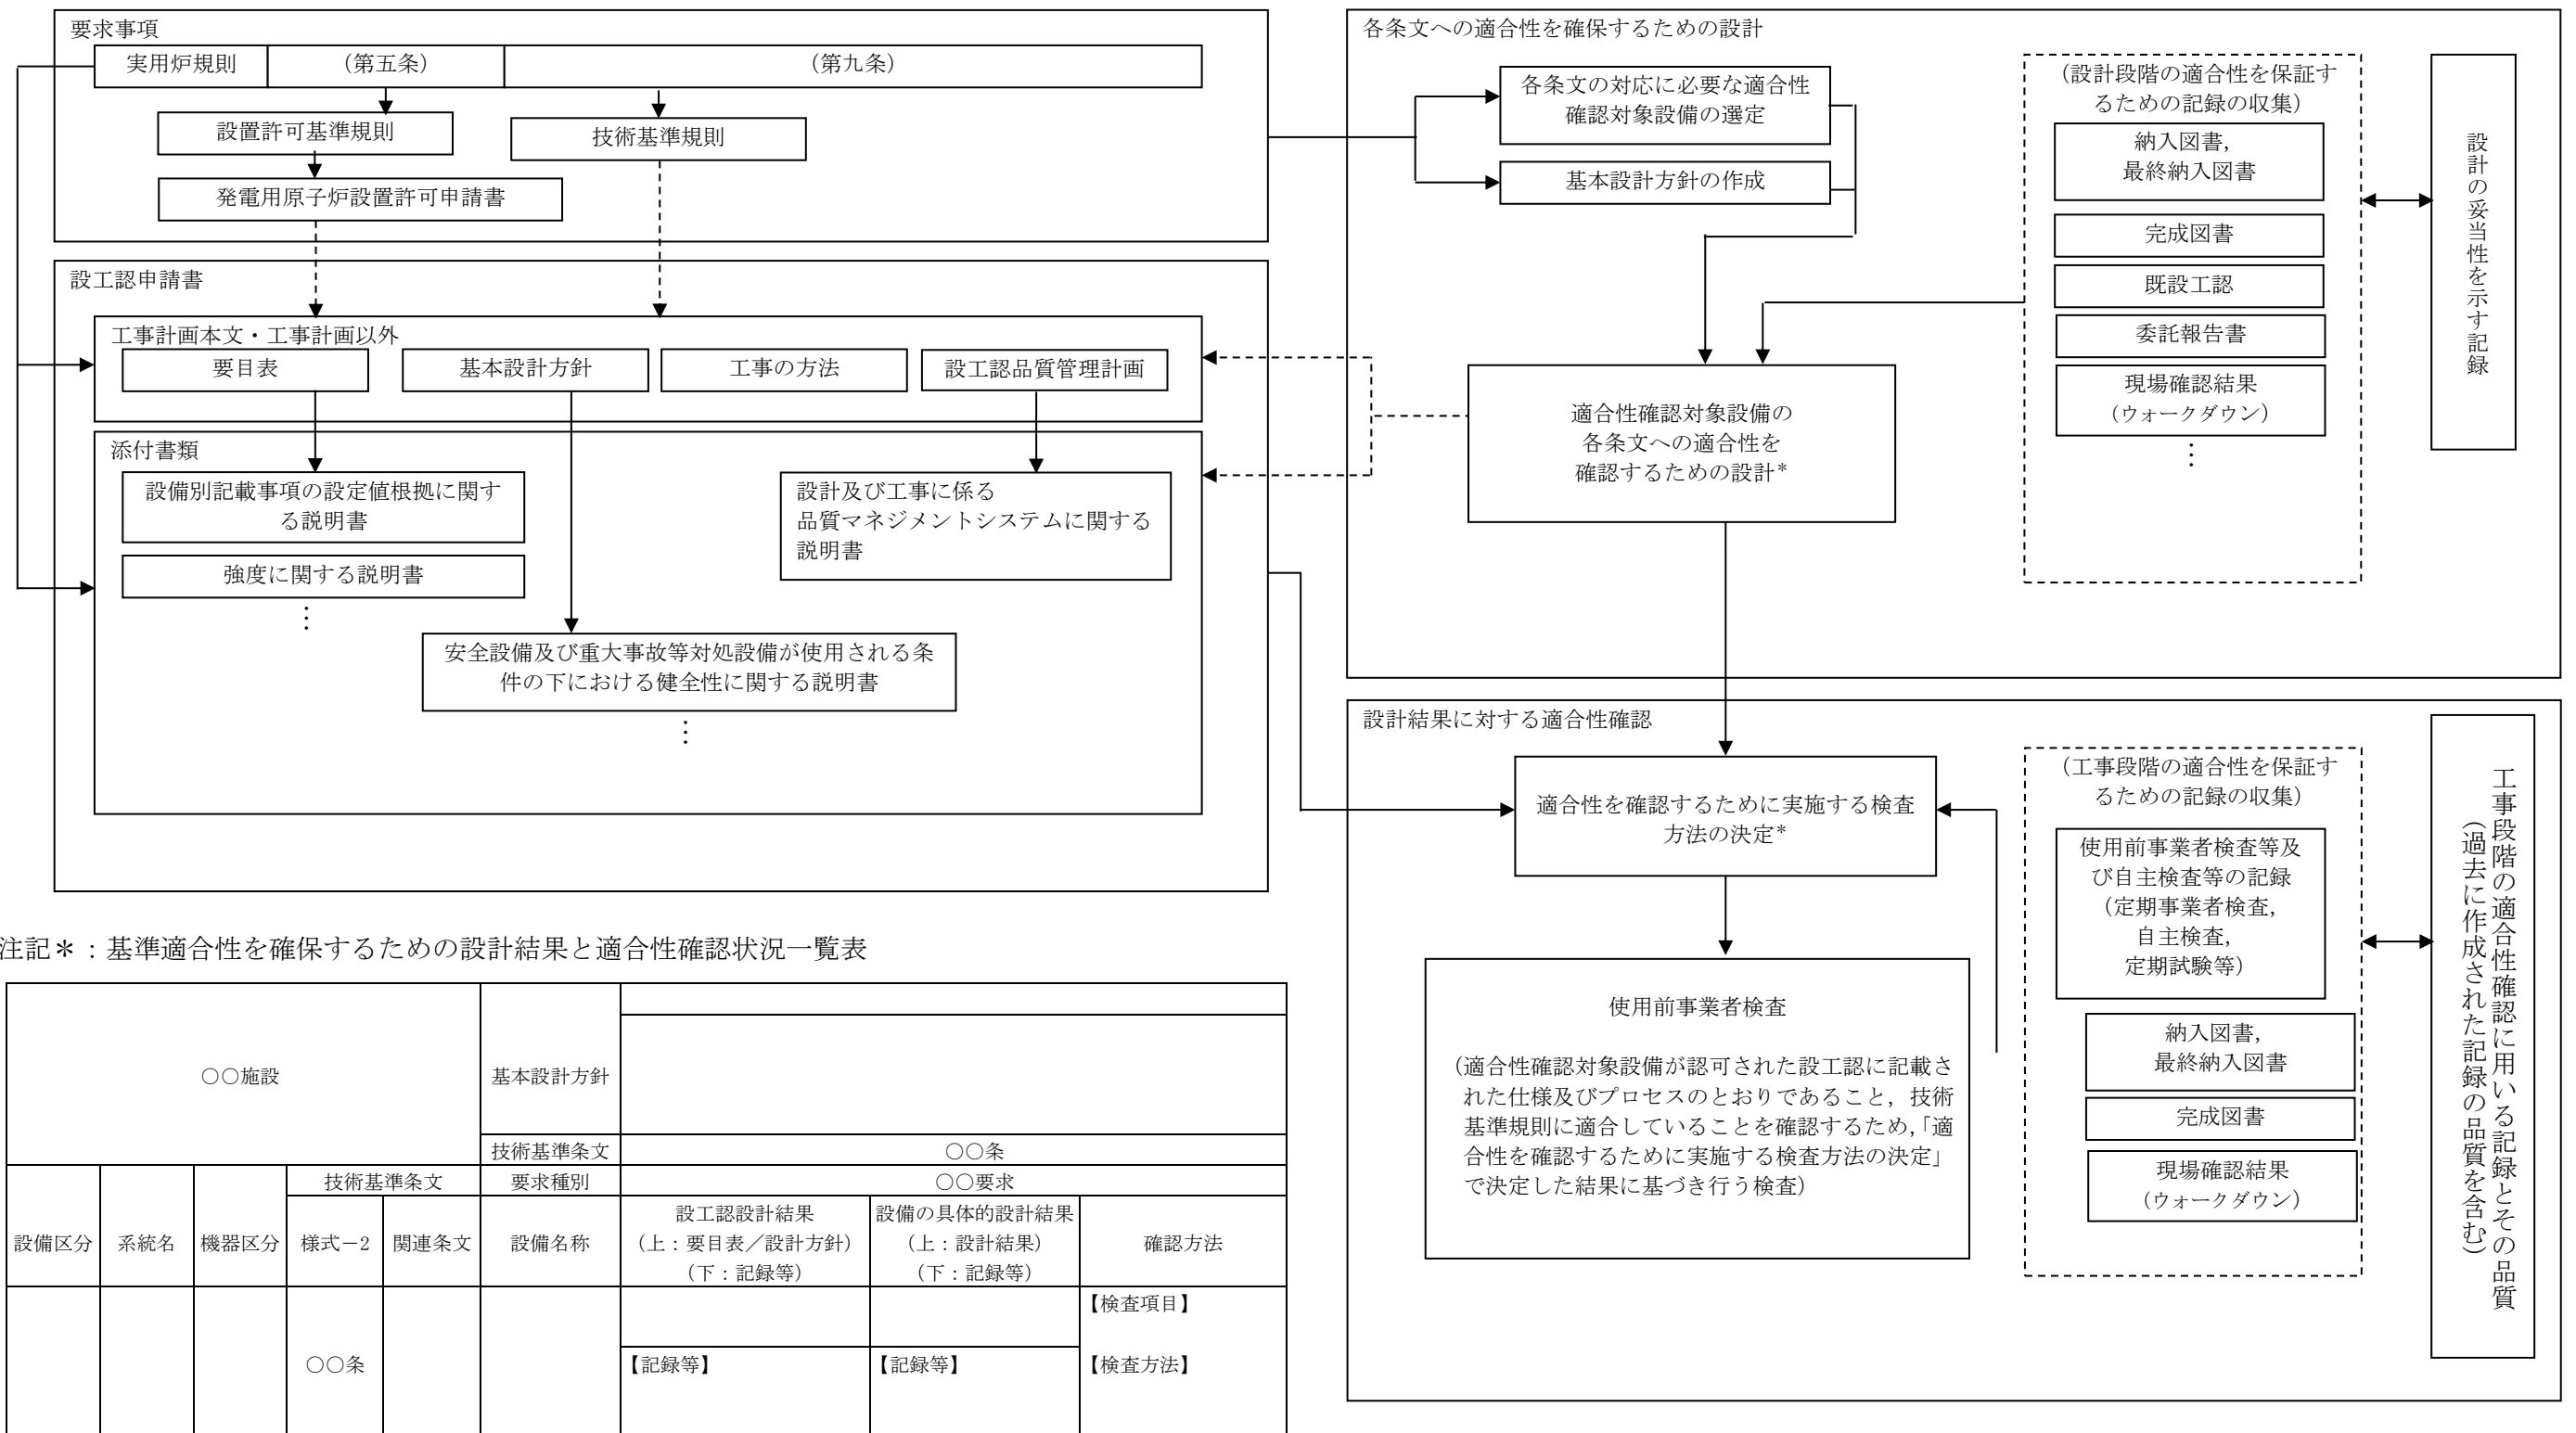 要求事項
実用炉規則
（第五条）
（第九条）
設置許可基準規則
技術基準規則
発電用原子炉設置許可申請書
設工認申請書
工事計画本文・工事計画以外
要目表
基本設計方針
工事の方法
設工認品質管理計画
添付書類
設備別記載事項の設定値根拠に関す
る説明書
強度に関する説明書
⋮
設計及び工事に係る
品質マネジメントシステムに関する
説明書
安全設備及び重大事故等対処設備が使用される条
件の下における健全性に関する説明書
⋮
各条文への適合性を確保するための設計
各条文の対応に必要な適合性
確認対象設備の選定
基本設計方針の作成
適合性確認対象設備の
各条文への適合性を
確認するための設計*
（設計段階の適合性を保証す
るための記録の収集）
納入図書，
最終納入図書
完成図書
既設工認
委託報告書
現場確認結果
（ウォークダウン）
⋮
設計の妥当性を示す記録
設計結果に対する適合性確認
適合性を確認するために実施する検査
方法の決定*
使用前事業者検査
（適合性確認対象設備が認可された設工認に記載さ
れた仕様及びプロセスのとおりであること，技術
基準規則に適合していることを確認するため，「適
合性を確認するために実施する検査方法の決定」
で決定した結果に基づき行う検査）
（工事段階の適合性を保証す
るための記録の収集）
使用前事業者検査等及
び自主検査等の記録
（定期事業者検査，
自主検査，
定期試験等）
納入図書，
最終納入図書
完成図書
現場確認結果
（ウォークダウン）
工事段階の適合性確認に用いる記録とその品質
（過去に作成された記録の品質を含む）
注記＊：基準適合性を確保するための設計結果と適合性確認状況一覧表
○○施設
基本設計方針
技術基準条文
○○条
技術基準条文
要求種別
○○要求
設備区分
系統名
機器区分
様式－2
関連条文
設備名称
設工認設計結果
（上：要目表／設計方針）
（下：記録等）
設備の具体的設計結果
（上：設計結果）
（下：記録等）
確認方法
【検査項目】
○○条
【記録等】
【記録等】
【検査方法】